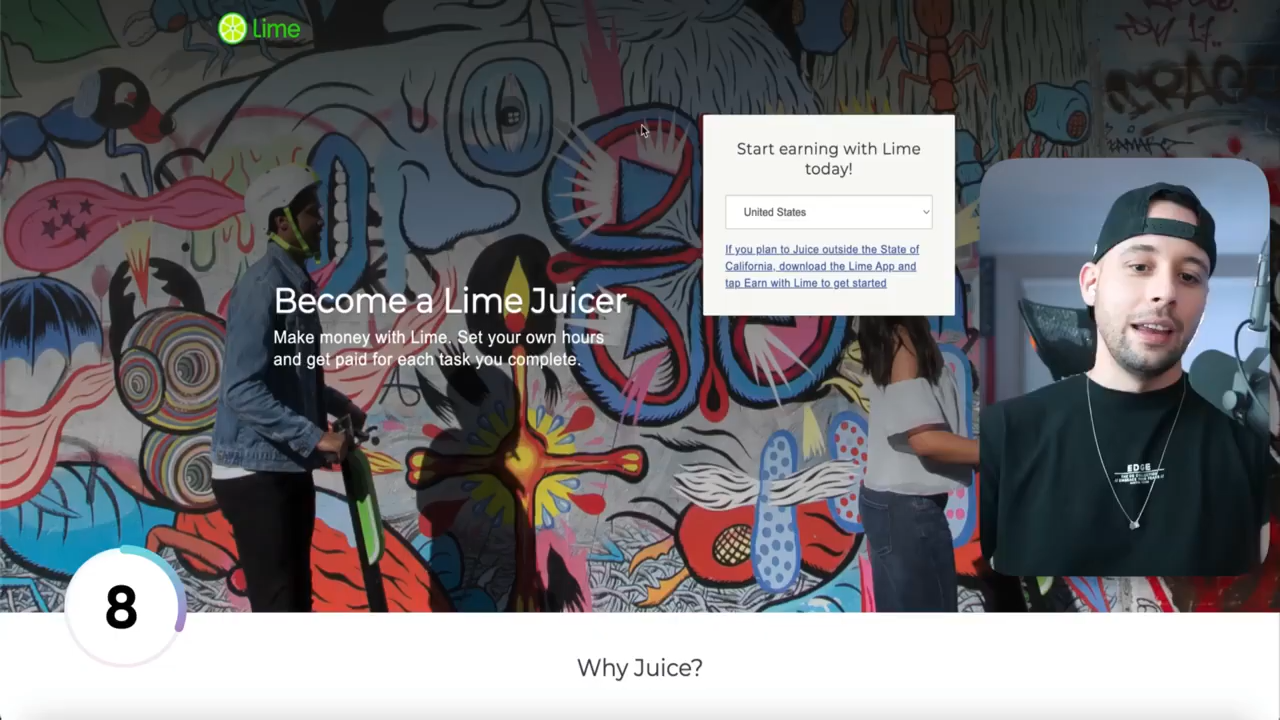 Lime
Start earning with Lime
today!
United States
If you plan to Juice outside the State of
California, download the Lime App and
tap Earn with Lime to get started
Become a Lime Juicer
Make money with Lime. Set your own hours
and get paid for each task you complete.
EDGE
8
Why Juice?